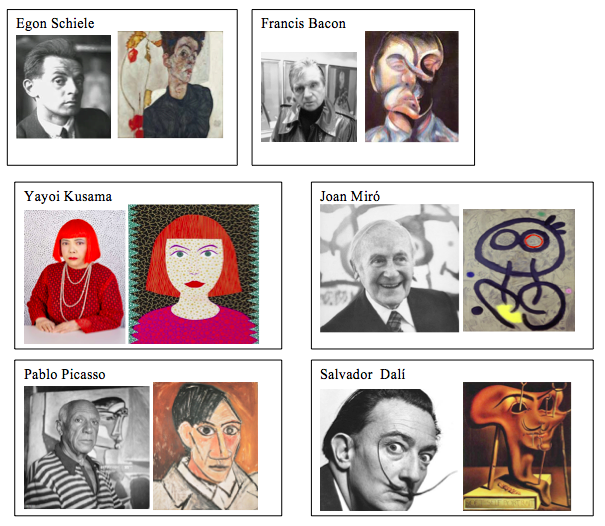 Egon Schiele
Francis Bacon
Yayoi Kusama
Joan Miró
Pablo Picasso
Salvador Dalí